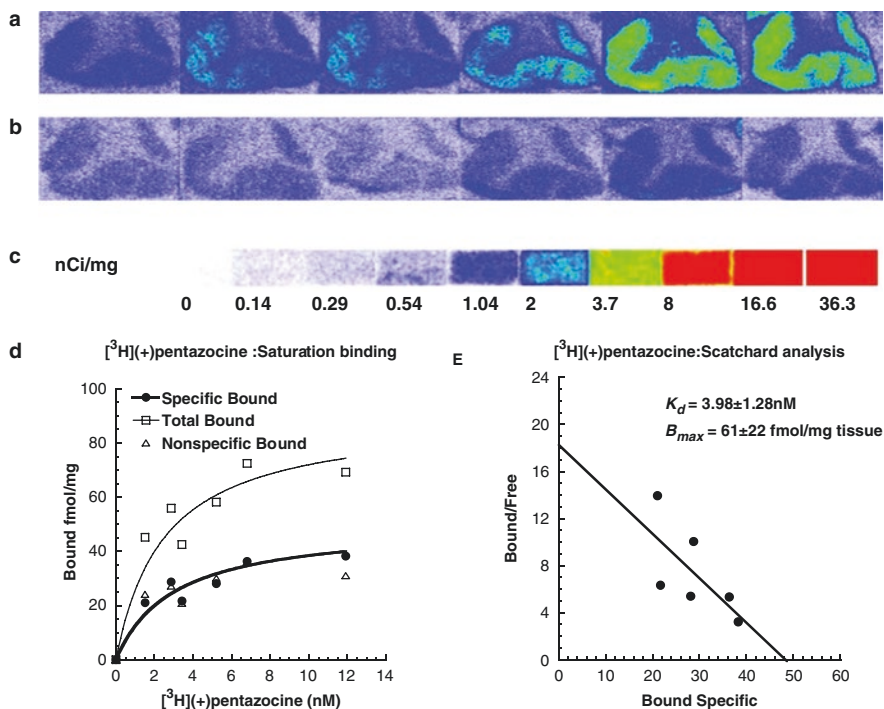 a
b
c
nCi/mg
0 0.14 0.29 0.54 1.04 2 3.7 8 16.6 36.3
d
[³H](+)pentazocine :Saturation binding
100
80
60
40
20
0
Bound fmol/mg
Specific Bound
Total Bound
Nonspecific Bound
0 2 4 6 8 10 12 14
[³H](+)pentazocine (nM)
E
[³H](+)pentazocine:Scatchard analysis
24
20
16
12
8
4
0
Bound/Free
K_d = 3.98±1.28nM
B_max = 61±22 fmol/mg tissue
0 10 20 30 40 50 60
Bound Specific